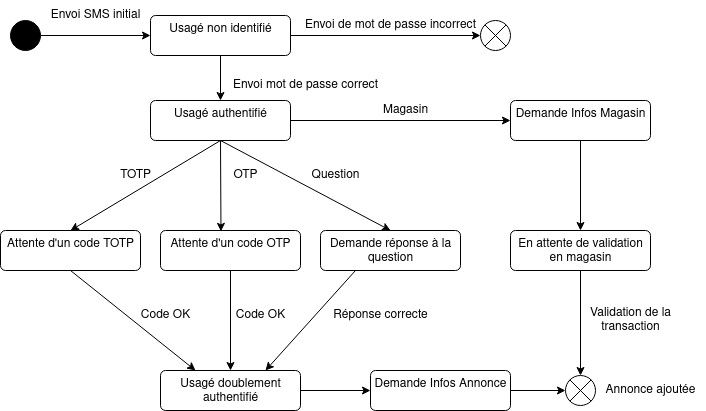 Envoi SMS initial
Usagé non identifié
Envoi de mot de passe incorrect
Envoi mot de passe correct
Usagé authentifié
Magasin
Demande Infos Magasin
TOTP
OTP
Question
Attente d'un code TOTP
Attente d'un code OTP
Demande réponse à la
question
En attente de validation
en magasin
Code OK
Code OK
Réponse correcte
Validation de la
transaction
Usagé doublement
authentifié
Demande Infos Annonce
Annonce ajoutée